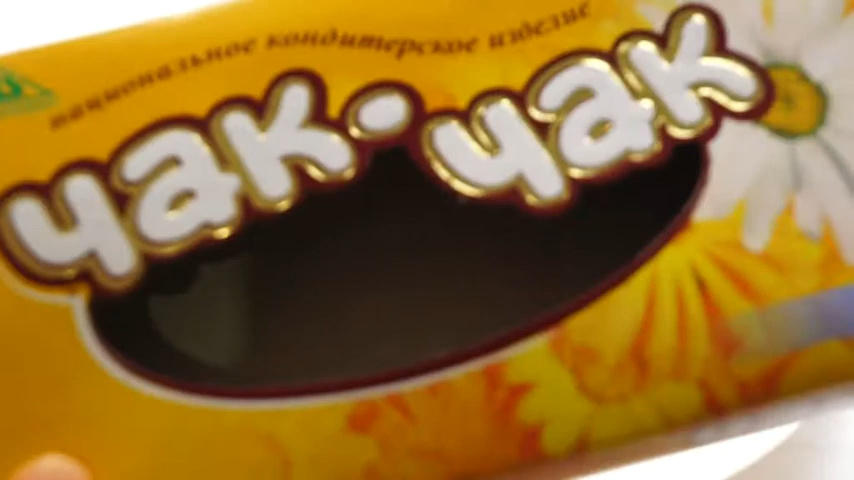 национальное кондитерское изделие
чак-чак